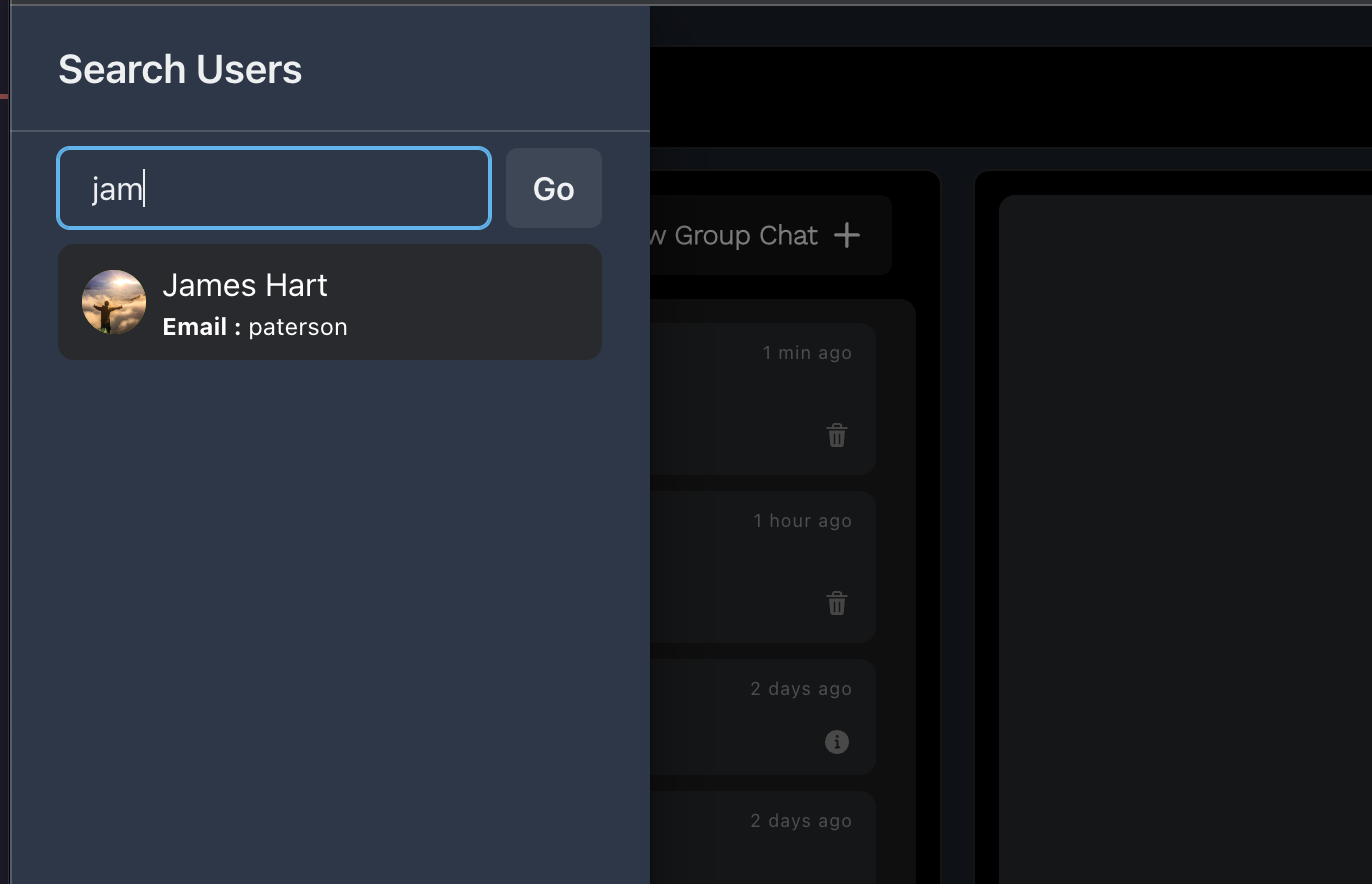 Search Users
jam
Go
James Hart
Email : paterson
Group Chat
1 min ago
1 hour ago
2 days ago
2 days ago